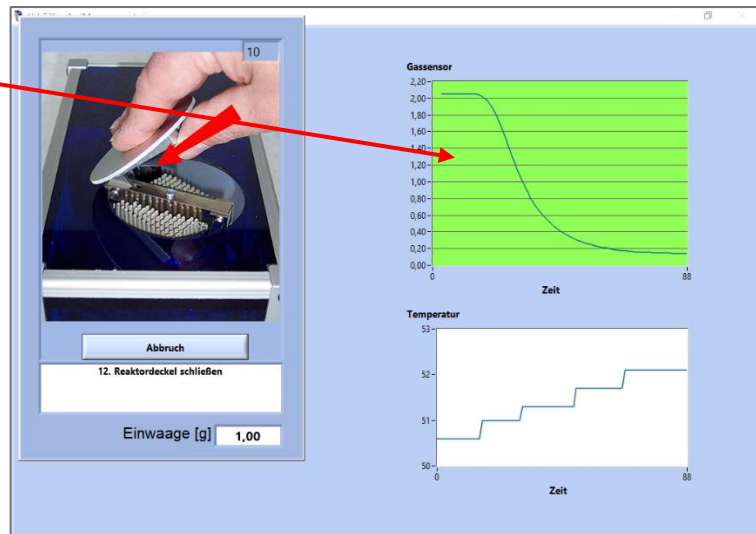 10
Abbruch
12. Reaktordeckel schließen
Einwaage [g] 1,00
Gassensor
2,20
2,00
1,80
1,60
1,40
1,20
1,00
0,80
0,60
0,40
0,20
0,00
0 88
Zeit
Temperatur
53
52
51
50
0 88
Zeit